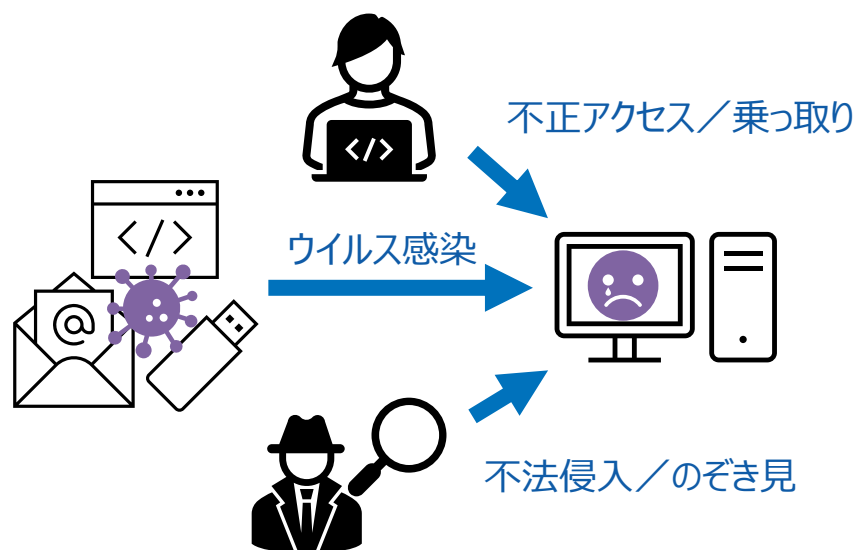 不正アクセス／乗っ取り
</>
</>
ウイルス感染
@
不法侵入／のぞき見